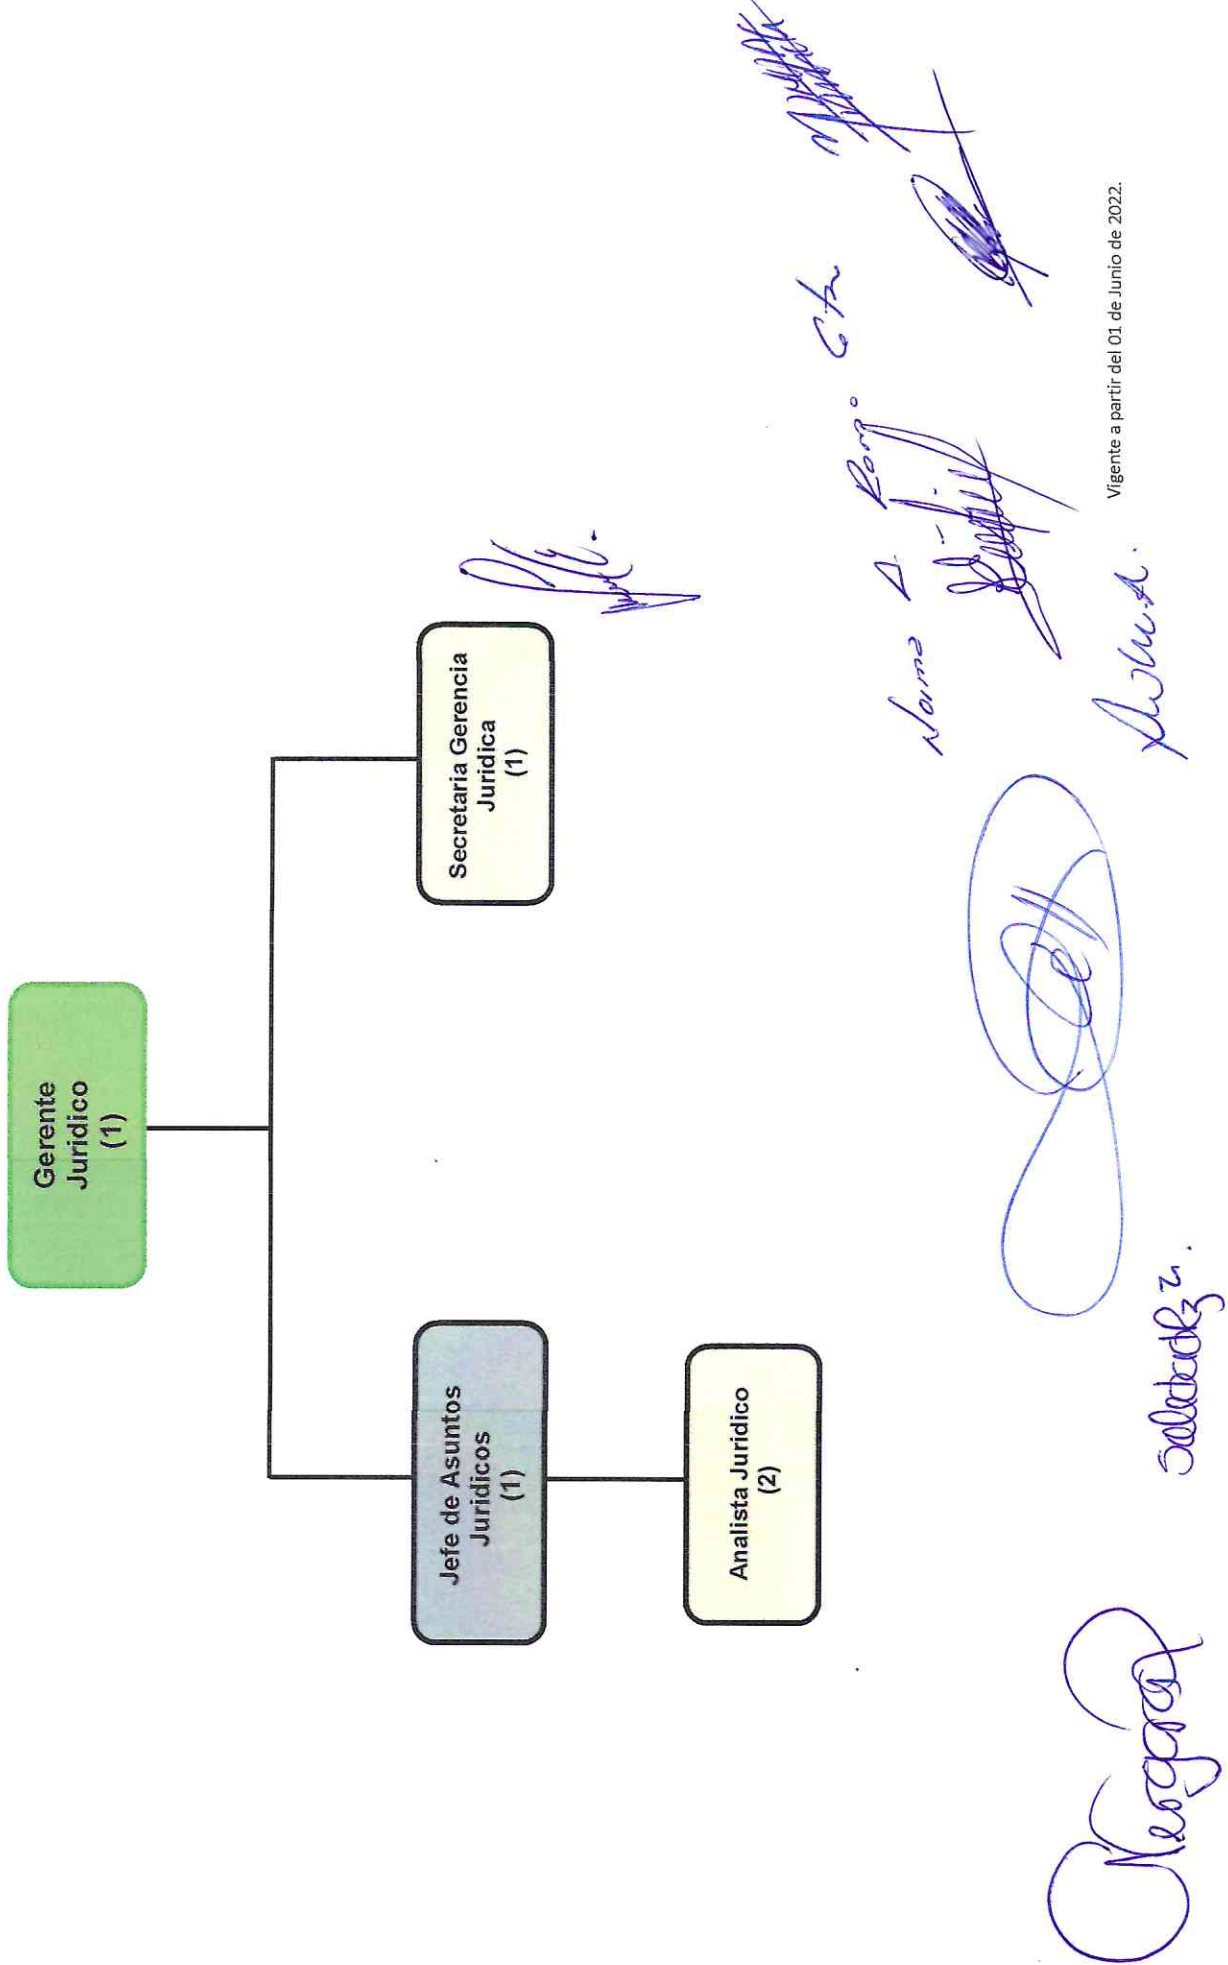 Gerente
Juridico
(1)
Jefe de Asuntos
Juridicos
(1)
Secretaria Gerencia
Juridica
(1)
Analista Juridico
(2)
Norma A
Vigente a partir del 01 de Junio de 2022.